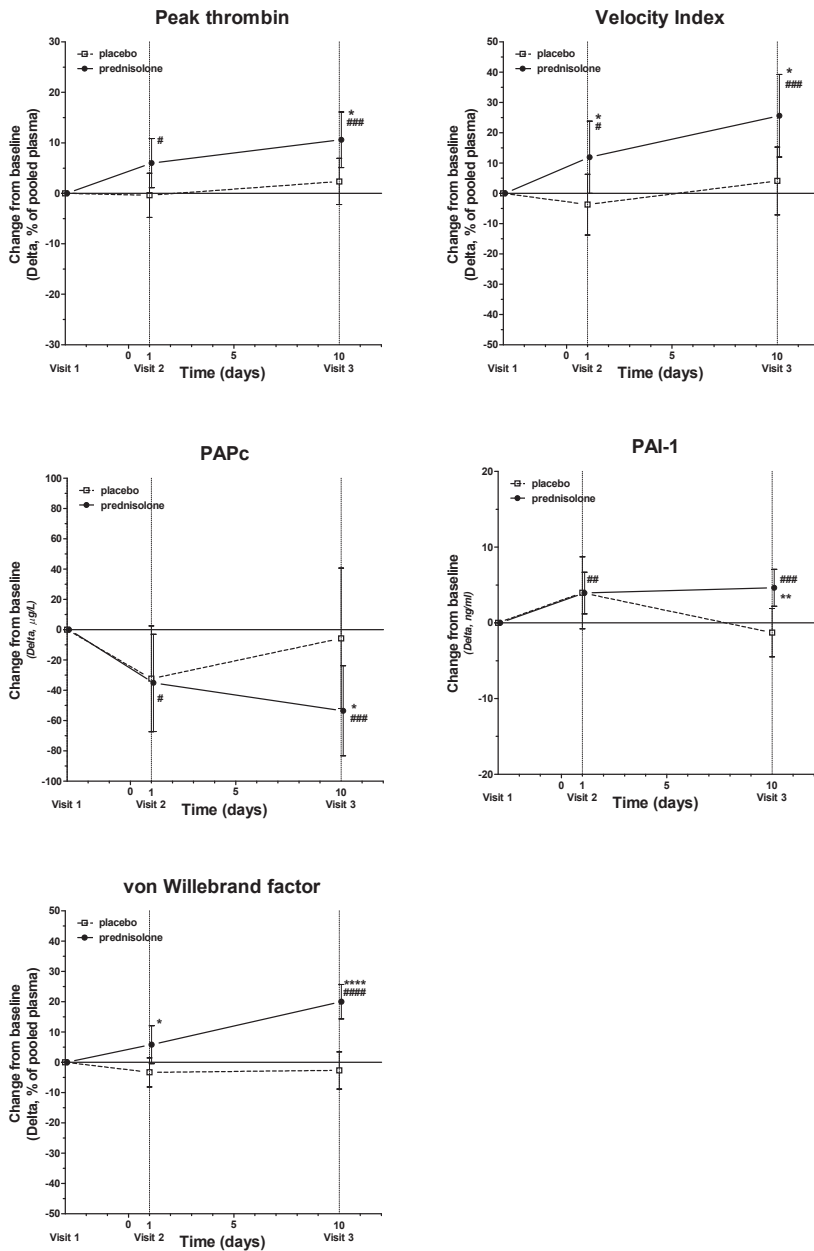 Peak thrombin
Change from baseline
(Delta, % of pooled plasma)
30
20
10
0
-10
-20
-30
placebo
prednisolone
#
*
###
0 1 5 10
Visit 1 Visit 2 Time (days) Visit 3
Velocity Index
Change from baseline
(Delta, % of pooled plasma)
50
40
30
20
10
0
-10
-20
-30
-40
-50
placebo
prednisolone
*
#
*
###
0 1 5 10
Visit 1 Visit 2 Time (days) Visit 3
PAPc
Change from baseline
(Delta, µg/L)
100
80
60
40
20
0
-20
-40
-60
-80
-100
placebo
prednisolone
#
*
###
0 1 5 10
Visit 1 Visit 2 Time (days) Visit 3
PAI-1
Change from baseline
(Delta, ng/ml)
20
10
0
-10
-20
placebo
prednisolone
##
###
**
0 1 5 10
Visit 1 Visit 2 Time (days) Visit 3
von Willebrand factor
Change from baseline
(Delta, % of pooled plasma)
50
40
30
20
10
0
-10
-20
-30
-40
-50
placebo
prednisolone
*
****
####
0 1 5 10
Visit 1 Visit 2 Time (days) Visit 3